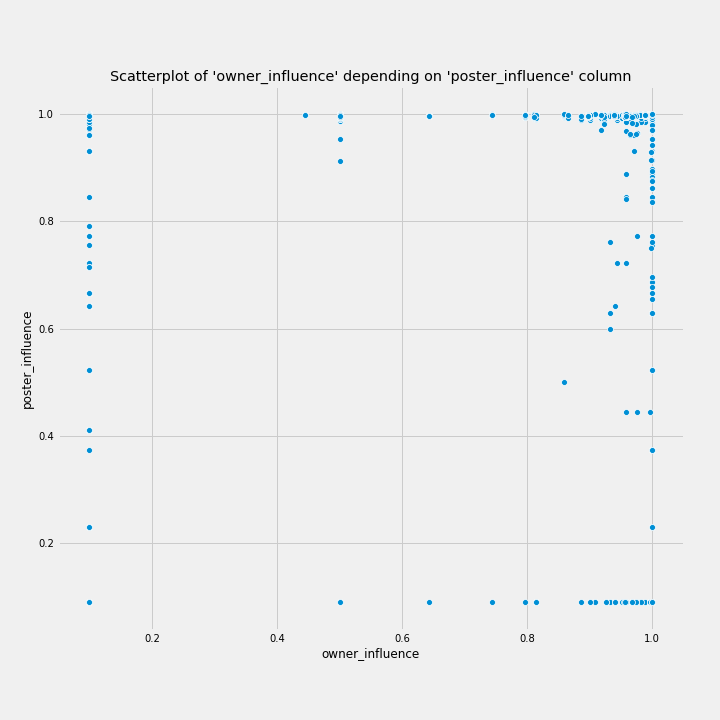 Scatterplot of 'owner_influence' depending on 'poster_influence' column
1.0
0.8
0.6
0.4
0.2
poster_influence
0.2 0.4 0.6 0.8 1.0
owner_influence